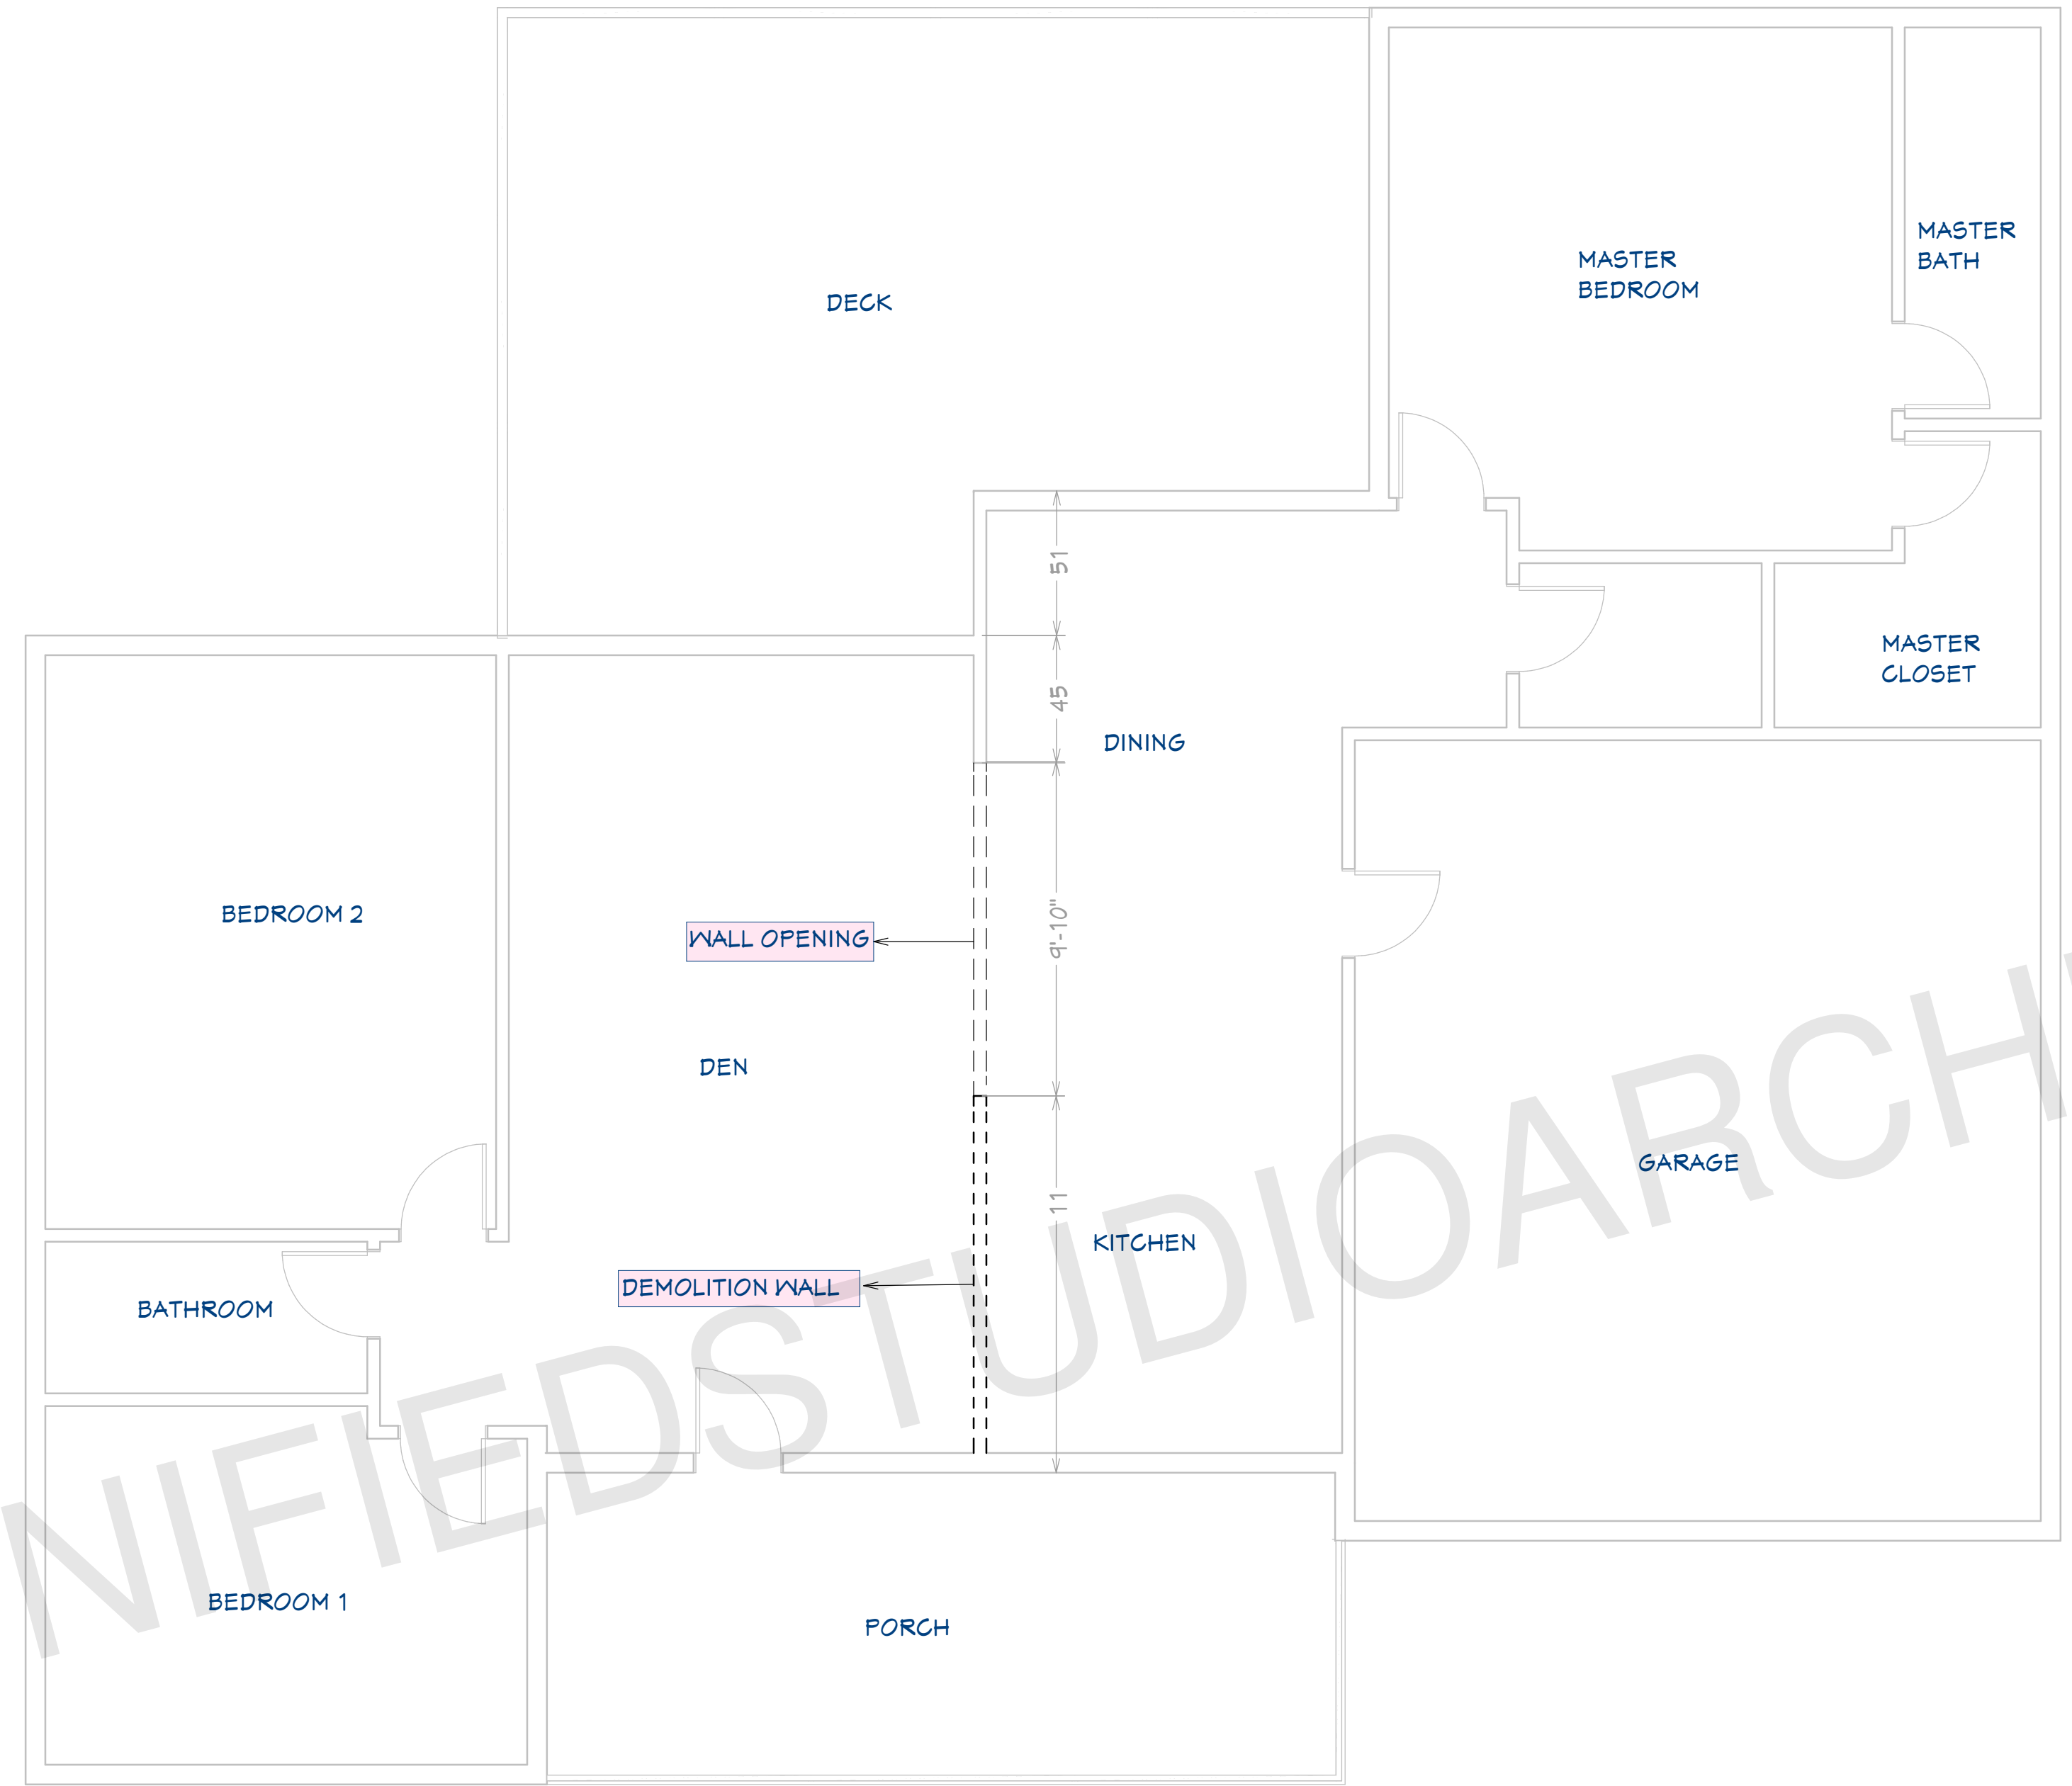 DECK
MASTER
BEDROOM
MASTER
BATH
51
45
DINING
MASTER
CLOSET
BEDROOM 2
WALL OPENING
9'-10"
DEN
GARAGE
11
KITCHEN
DEMOLITION WALL
BATHROOM
BEDROOM 1
PORCH
NIFIEDSTUDIOARCH